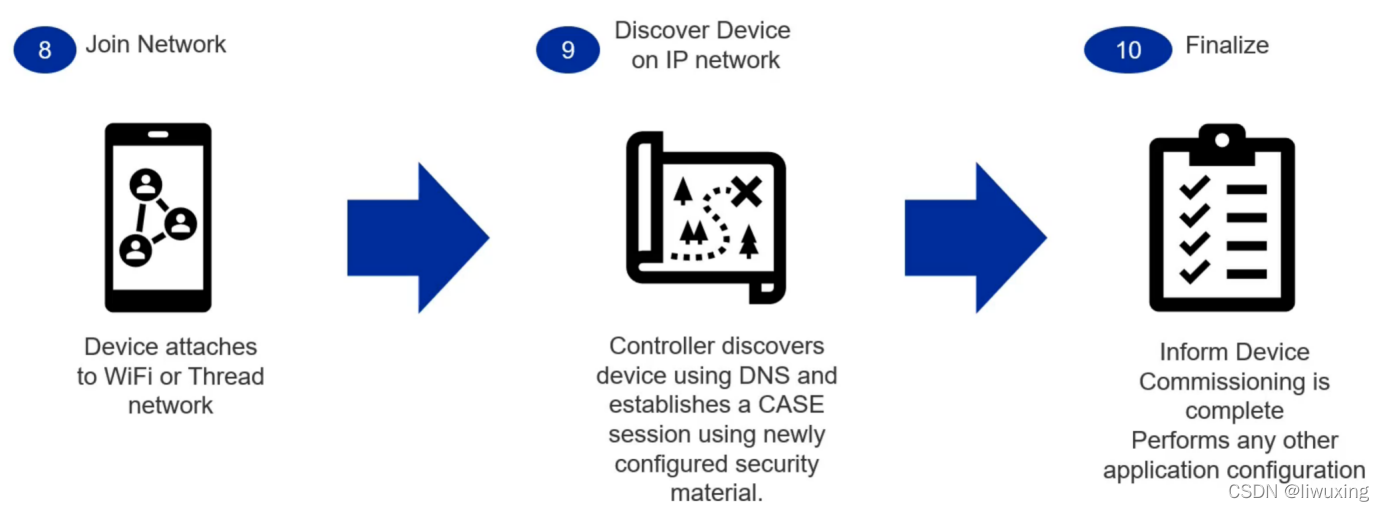 8
Join Network
Device attaches
to WiFi or Thread
network
9
Discover Device
on IP network
Controller discovers
device using DNS and
establishes a CASE
session using newly
configured security
material.
10
Finalize
Inform Device
Commissioning is
complete
Performs any other
application configuration
CSDN @liwuxing